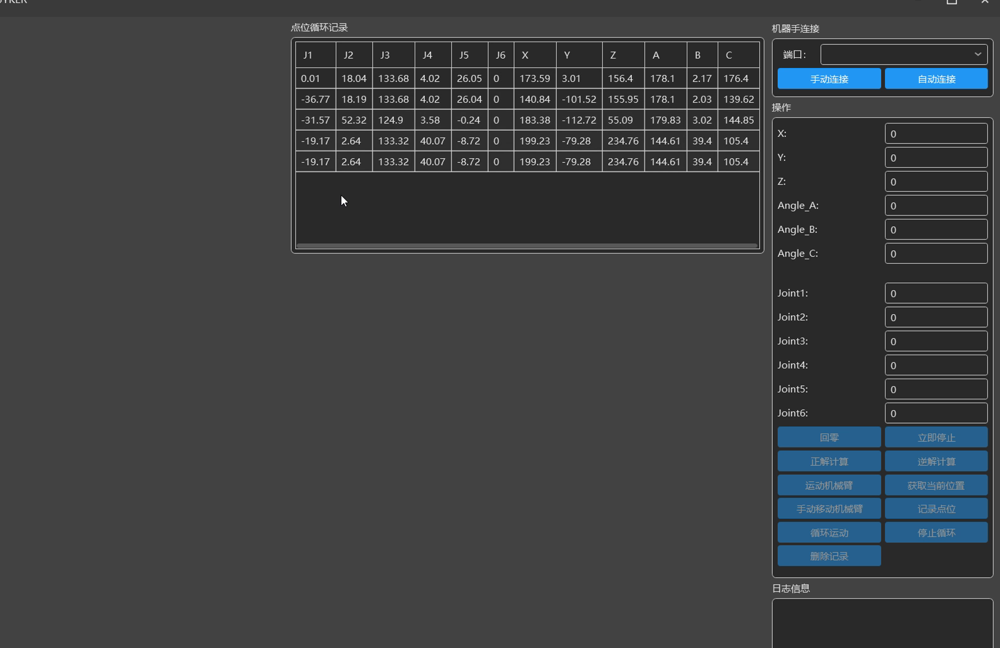 点位循环记录
J1 J2 J3 J4 J5 J6 X Y Z A B C
0.01 18.04 133.68 4.02 26.05 0 173.59 3.01 156.4 178.1 2.17 176.4
-36.77 18.19 133.68 4.02 26.04 0 140.84 -101.52 155.95 178.1 2.03 139.62
-31.57 52.32 124.9 3.58 -0.24 0 183.38 -112.72 55.09 179.83 3.02 144.85
-19.17 2.64 133.32 40.07 -8.72 0 199.23 -79.28 234.76 144.61 39.4 105.4
-19.17 2.64 133.32 40.07 -8.72 0 199.23 -79.28 234.76 144.61 39.4 105.4
机器手连接
端口:
手动连接 自动连接
操作
X: 0
Y: 0
Z: 0
Angle_A: 0
Angle_B: 0
Angle_C: 0
Joint1: 0
Joint2: 0
Joint3: 0
Joint4: 0
Joint5: 0
Joint6: 0
回零 立即停止
正解计算 逆解计算
运动机械臂 获取当前位置
手动移动机械臂 记录点位
循环运动 停止循环
删除记录
日志信息